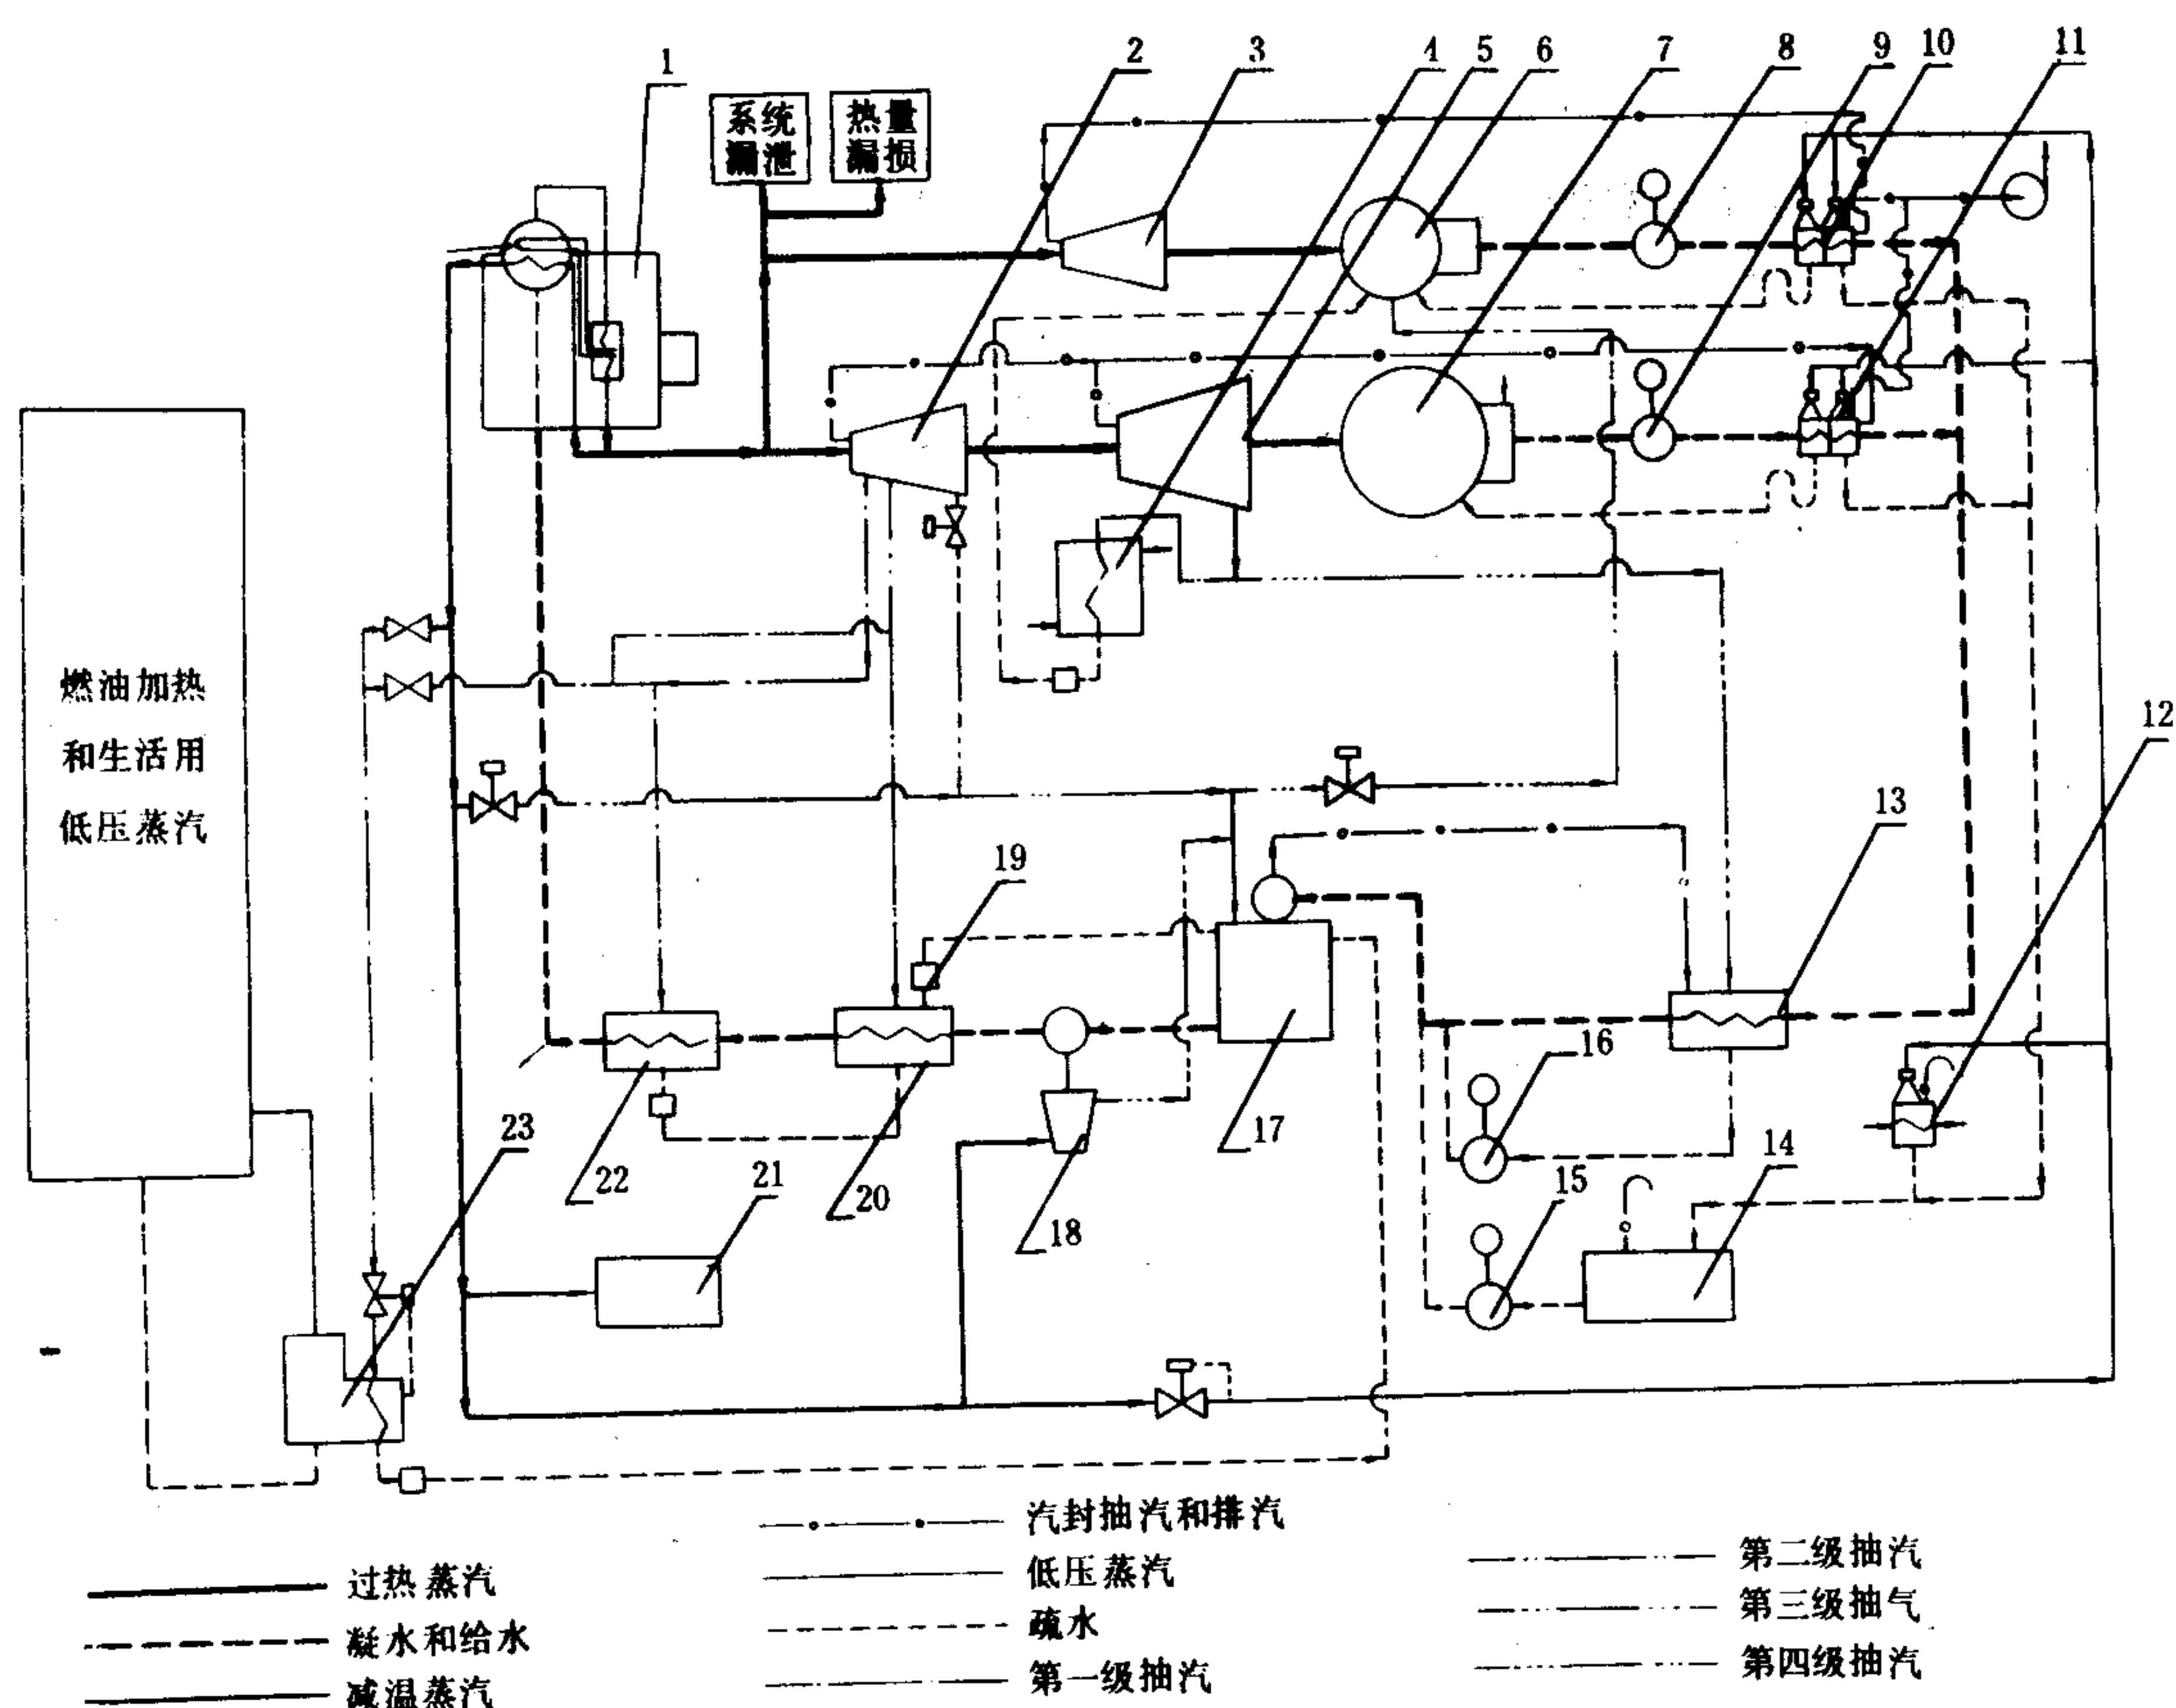 1
2
3
4
5
6
7
8
9
10
11
系统
漏泄
热量
漏损
燃油加热
和生活用
低压蒸汽
12
13
19
16
17
23
22
21
20
18
15
14
汽封抽汽和排汽
过热蒸汽
低压蒸汽
第二级抽汽
凝水和给水
疏水
第三级抽气
减温蒸汽
第一级抽汽
第四级抽汽